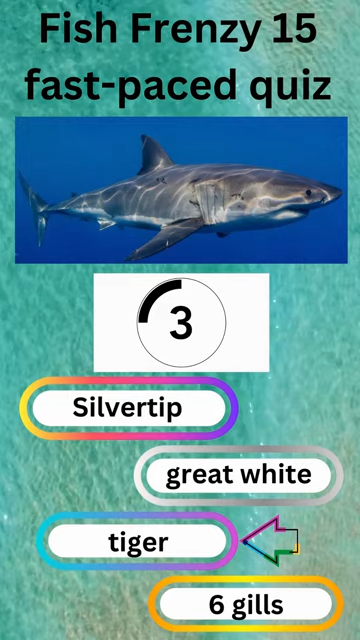 Fish Frenzy 15
fast-paced quiz
3
Silvertip
great white
tiger
6 gills